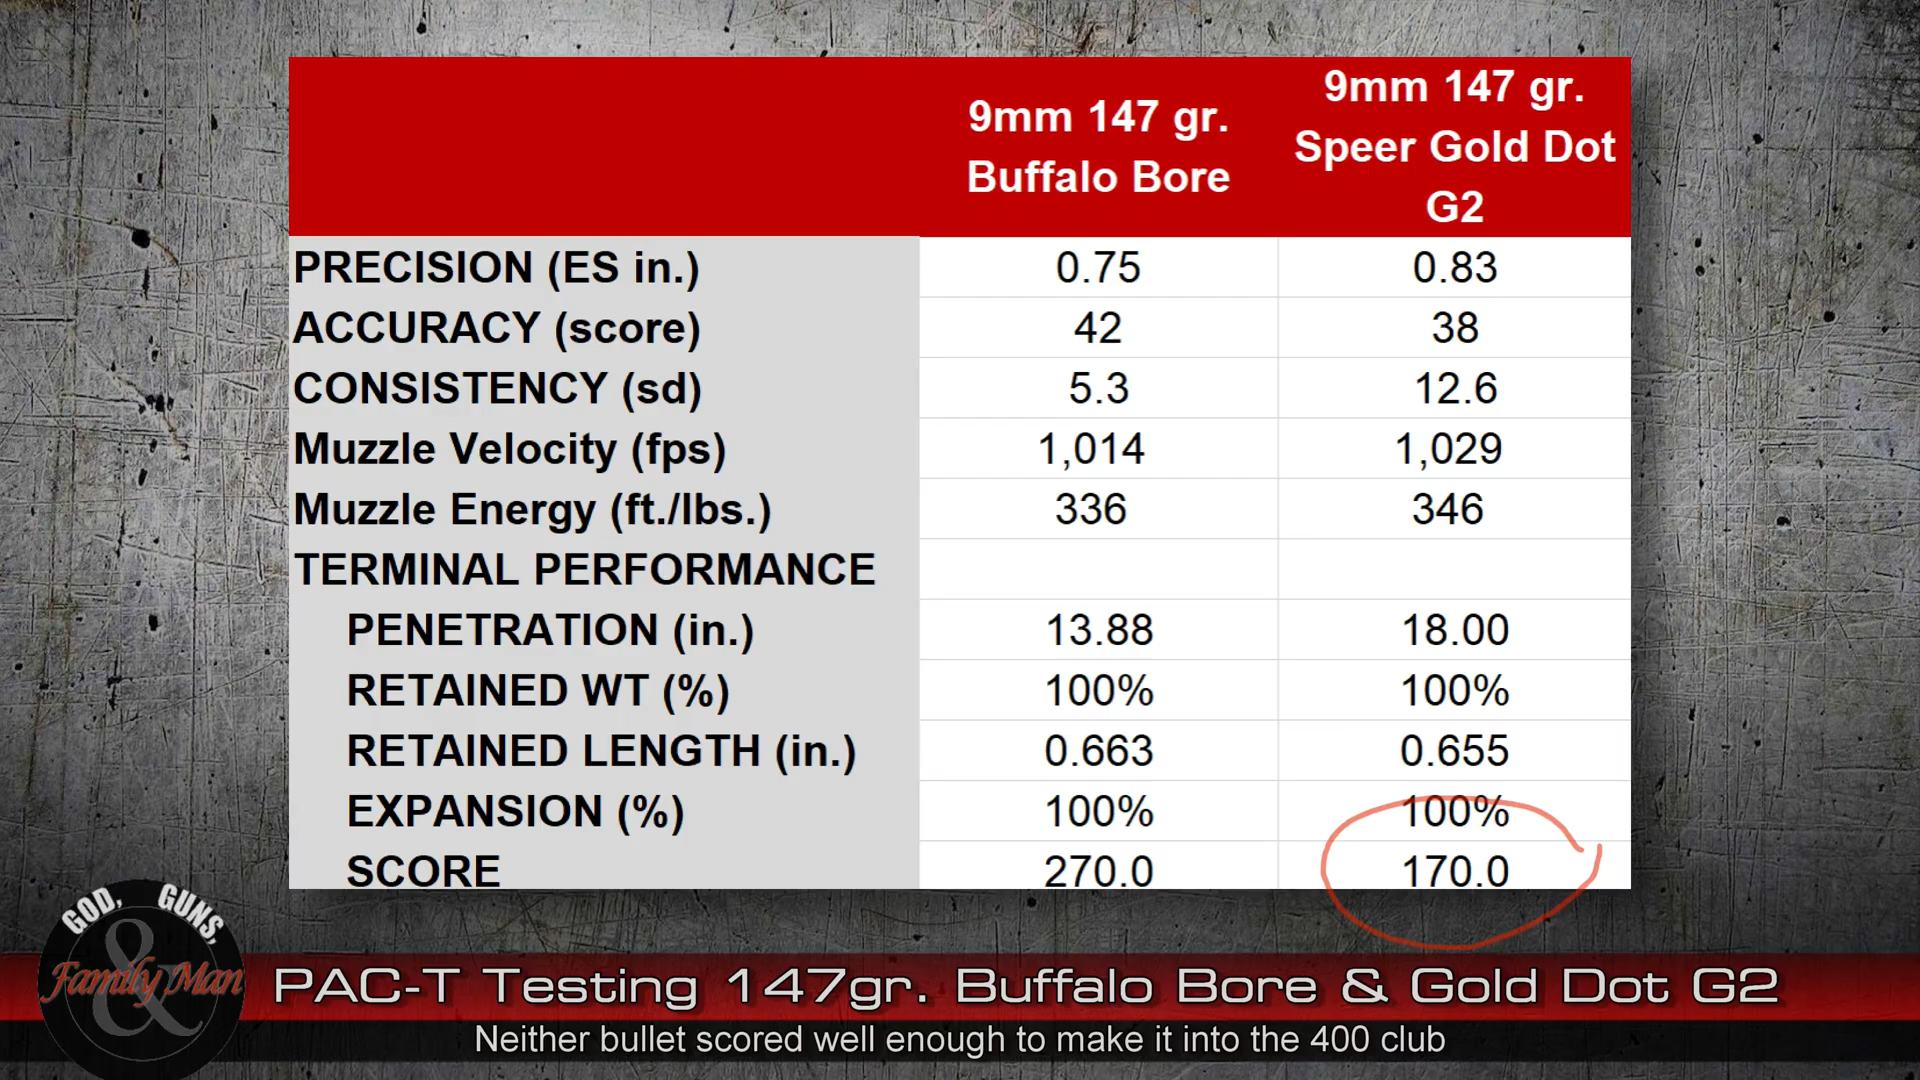 9mm 147 gr.
Buffalo Bore
9mm 147 gr.
Speer Gold Dot
G2
PRECISION (ES in.) 0.75 0.83
ACCURACY (score) 42 38
CONSISTENCY (sd) 5.3 12.6
Muzzle Velocity (fps) 1,014 1,029
Muzzle Energy (ft./lbs.) 336 346
TERMINAL PERFORMANCE
PENETRATION (in.) 13.88 18.00
RETAINED WT (%) 100% 100%
RETAINED LENGTH (in.) 0.663 0.655
EXPANSION (%) 100% 100%
SCORE 270.0 170.0
GOD, GUNS,
&
Family Man
PAC-T Testing 147gr. Buffalo Bore & Gold Dot G2
Neither bullet scored well enough to make it into the 400 club